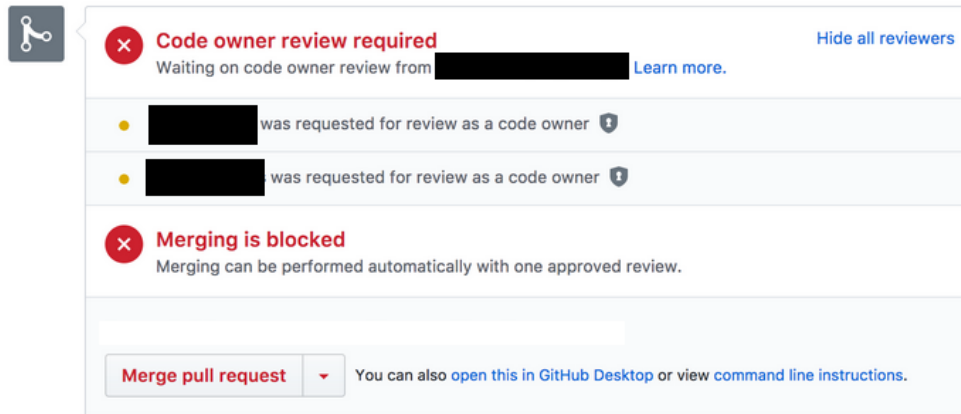 Code owner review required
Hide all reviewers
Waiting on code owner review from Learn more.
was requested for review as a code owner
was requested for review as a code owner
Merging is blocked
Merging can be performed automatically with one approved review.
Merge pull request
You can also open this in GitHub Desktop or view command line instructions.